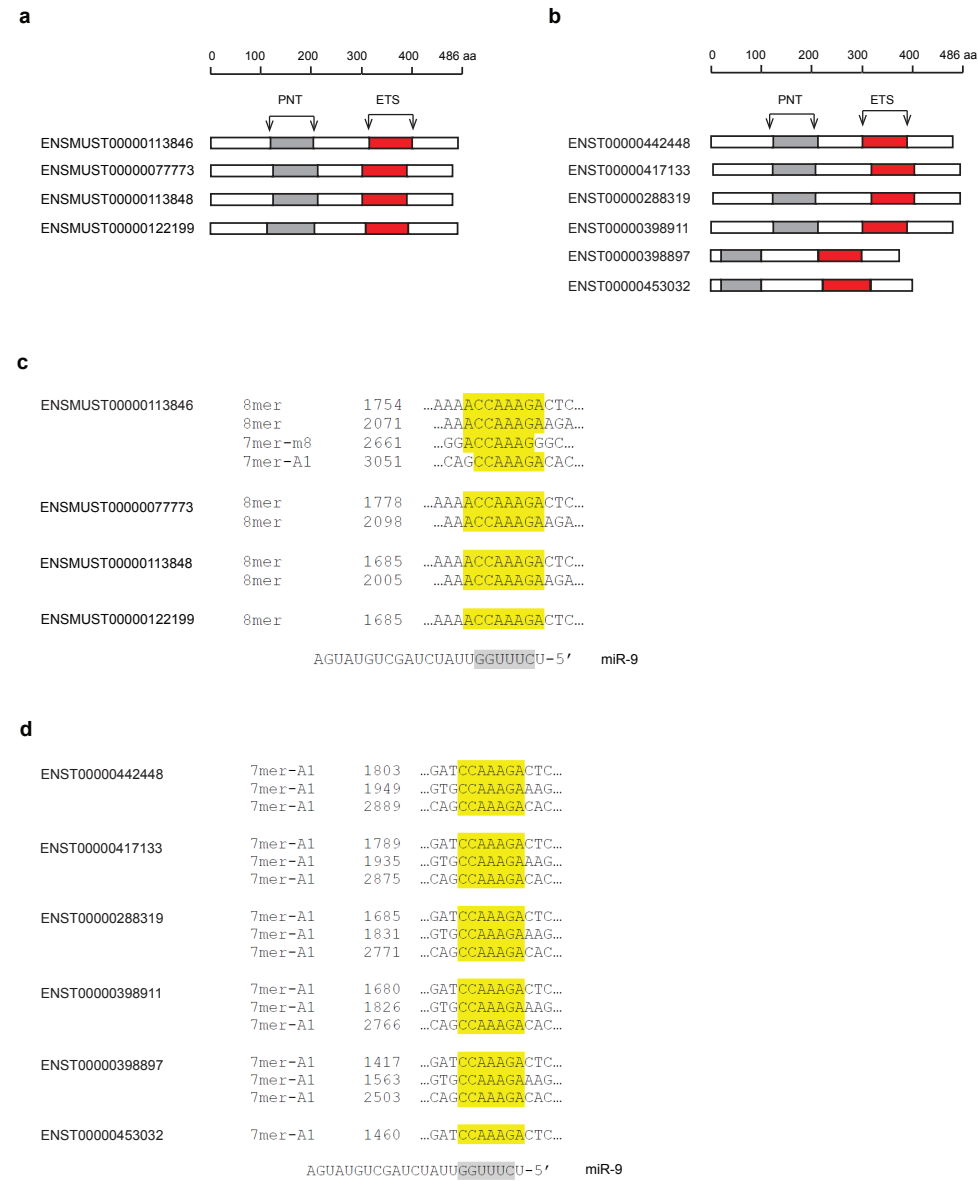 a
0 100 200 300 400 486 aa
PNT ETS
ENSMUST00000113846
ENSMUST00000077773
ENSMUST00000113848
ENSMUST00000122199
b
0 100 200 300 400 486 aa
PNT ETS
ENST00000442448
ENST00000417133
ENST00000288319
ENST00000398911
ENST00000398897
ENST00000453032
c
ENSMUST00000113846 8mer 1754 …AAAACCAAAGACTC…
8mer 2071 …AAACCAAAGAAGA…
7mer-m8 2661 …GGACCAAAGGGC…
7mer-A1 3051 …CAGCCAAAGACAC…
ENSMUST00000077773 8mer 1778 …AAAACCAAAGACTC…
8mer 2098 …AAACCAAAGAAGA…
ENSMUST00000113848 8mer 1685 …AAAACCAAAGACTC…
8mer 2005 …AAACCAAAGAAGA…
ENSMUST00000122199 8mer 1685 …AAAACCAAAGACTC…
AGUAUGUCGAUCUAUUGGUUUCU-5’ miR-9
d
ENST00000442448 7mer-A1 1803 …GATCCAAAGACTC…
7mer-A1 1949 …GTGCCAAAGAAAG…
7mer-A1 2889 …CAGCCAAAGACAC…
ENST00000417133 7mer-A1 1789 …GATCCAAAGACTC…
7mer-A1 1935 …GTGCCAAAGAAAG…
7mer-A1 2875 …CAGCCAAAGACAC…
ENST00000288319 7mer-A1 1685 …GATCCAAAGACTC…
7mer-A1 1831 …GTGCCAAAGAAAG…
7mer-A1 2771 …CAGCCAAAGACAC…
ENST00000398911 7mer-A1 1680 …GATCCAAAGACTC…
7mer-A1 1826 …GTGCCAAAGAAAG…
7mer-A1 2766 …CAGCCAAAGACAC…
ENST00000398897 7mer-A1 1417 …GATCCAAAGACTC…
7mer-A1 1563 …GTGCCAAAGAAAG…
7mer-A1 2503 …CAGCCAAAGACAC…
ENST00000453032 7mer-A1 1460 …GATCCAAAGACTC…
AGUAUGUCGAUCUAUUGGUUUCU-5’ miR-9